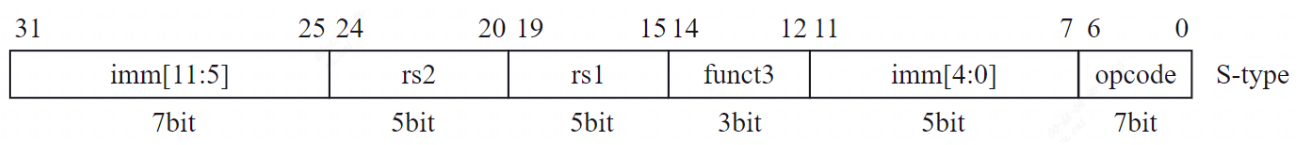 31 25 24 20 19 15 14 12 11 7 6 0
imm[11:5] rs2 rs1 funct3 imm[4:0] opcode S-type
7bit 5bit 5bit 3bit 5bit 7bit